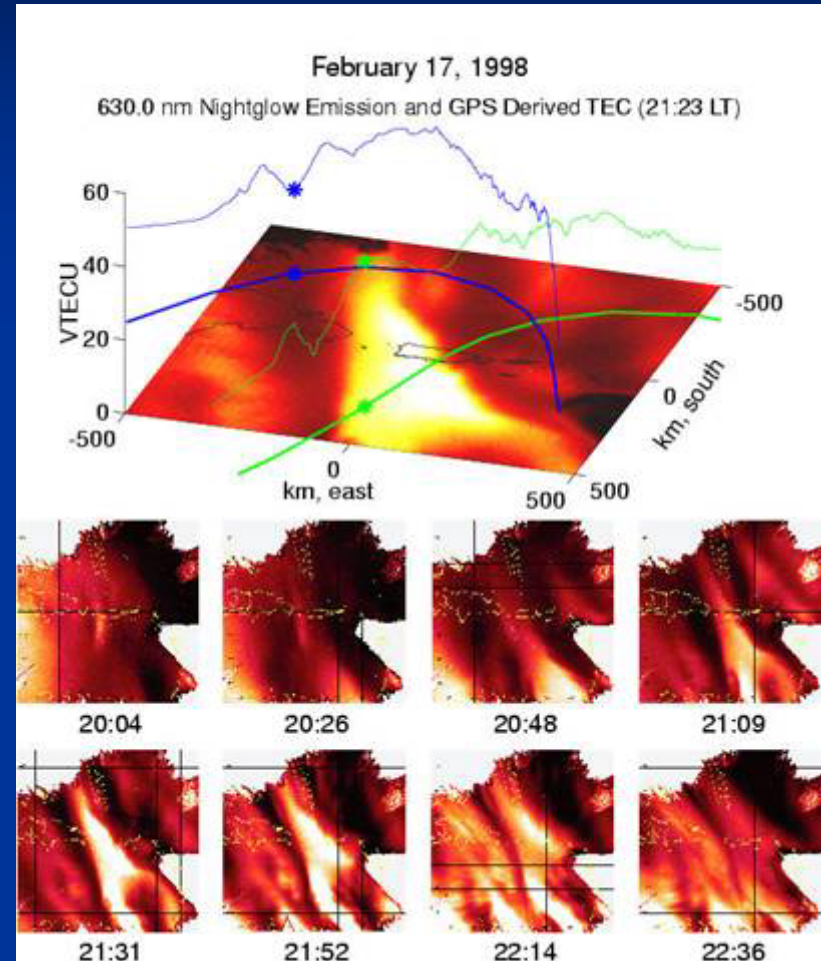 February 17, 1998
630.0 nm Nightglow Emission and GPS Derived TEC (21:23 LT)
60
40
VTECU
20
0
-500
-500
0
km, south
0
km, east
500 500
20:04 20:26 20:48 21:09
21:31 21:52 22:14 22:36